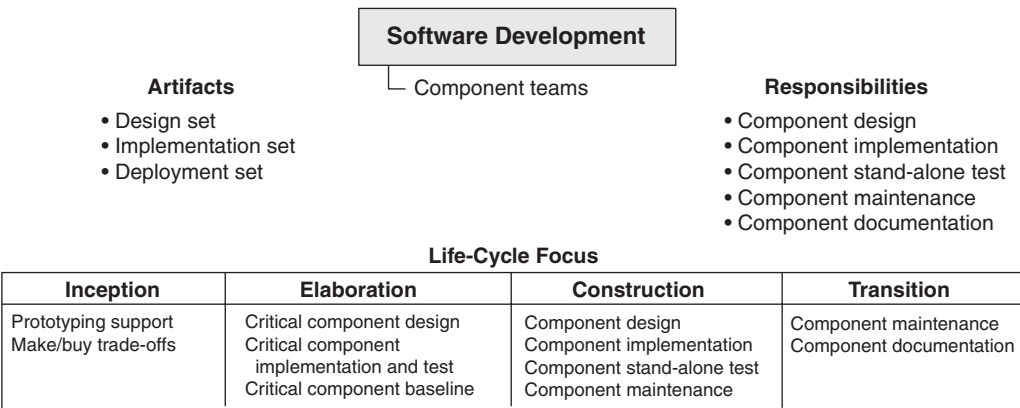 Software Development
Component teams
Artifacts
• Design set
• Implementation set
• Deployment set
Responsibilities
• Component design
• Component implementation
• Component stand-alone test
• Component maintenance
• Component documentation
Life-Cycle Focus
Inception
Prototyping support
Make/buy trade-offs
Elaboration
Critical component design
Critical component
implementation and test
Critical component baseline
Construction
Component design
Component implementation
Component stand-alone test
Component maintenance
Transition
Component maintenance
Component documentation